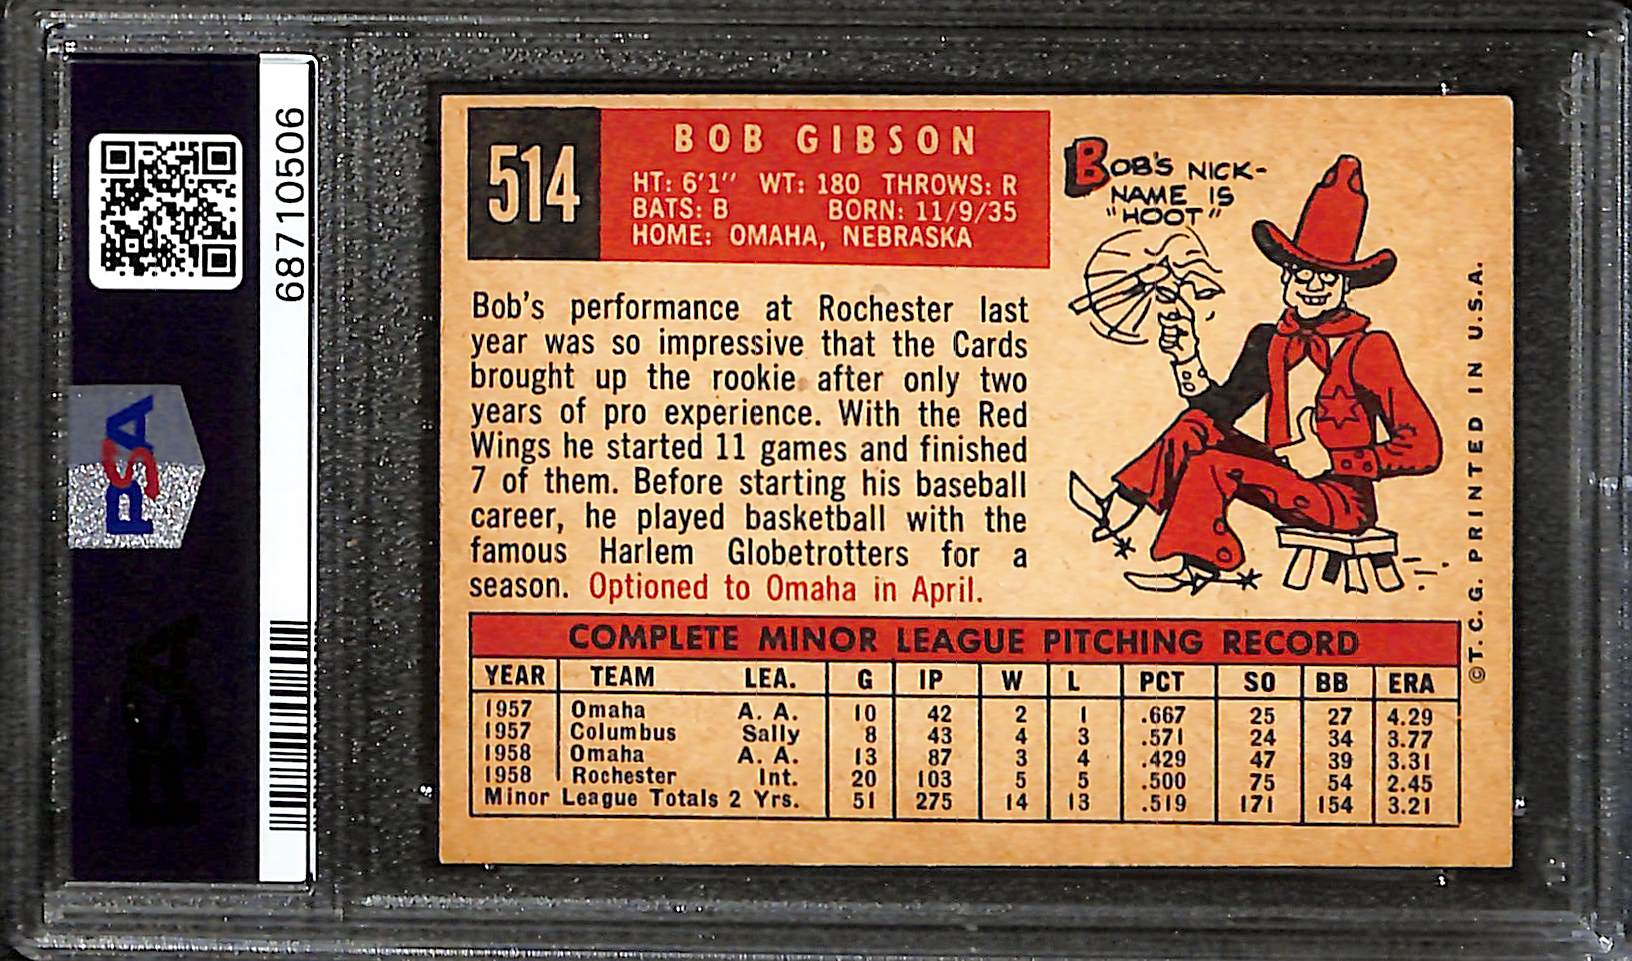 68710506
PSA
514
BOB GIBSON
HT: 6'1" WT: 180 THROWS: R
BATS: B BORN: 11/9/35
HOME: OMAHA, NEBRASKA
BOB'S NICK-
NAME IS
"HOOT"
Bob's performance at Rochester last
year was so impressive that the Cards
brought up the rookie after only two
years of pro experience. With the Red
Wings he started 11 games and finished
7 of them. Before starting his baseball
career, he played basketball with the
famous Harlem Globetrotters for a
season. Optioned to Omaha in April.
COMPLETE MINOR LEAGUE PITCHING RECORD
YEAR TEAM LEA. G IP W L PCT SO BB ERA
1957 Omaha A. A. 10 42 2 1 .667 25 27 4.29
1957 Columbus Sally 8 43 4 3 .571 24 34 3.77
1958 Omaha A. A. 13 87 3 4 .429 47 39 3.31
1958 Rochester Int. 20 103 5 5 .500 75 54 2.45
Minor League Totals 2 Yrs. 51 275 14 13 .519 171 154 3.21
©T.C.G. PRINTED IN U.S.A.